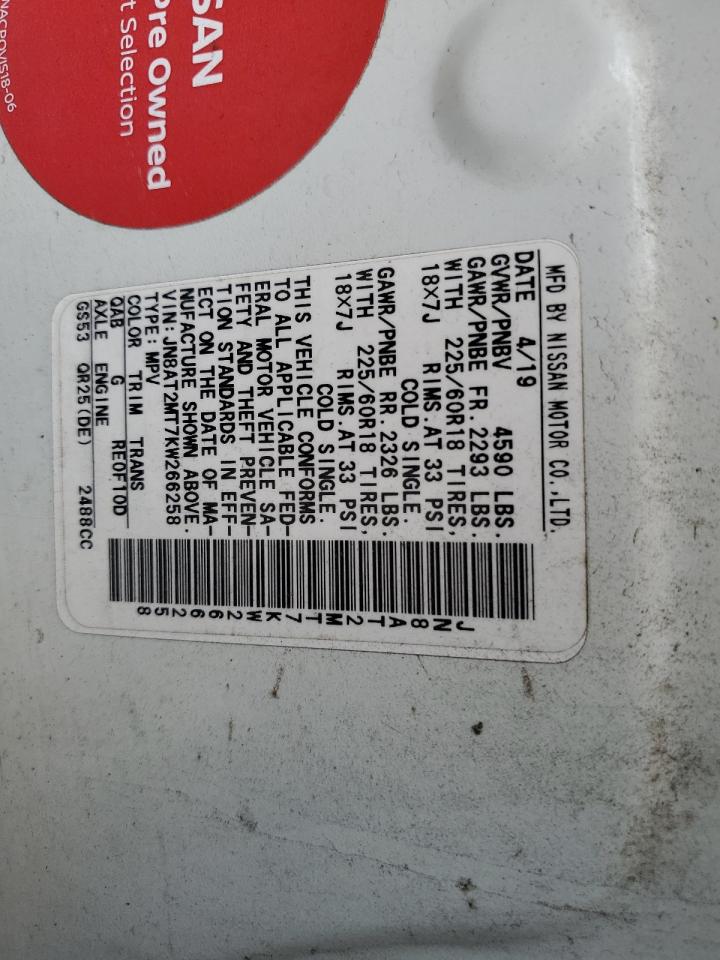 SAN
Pre Owned
t Selection
NACPOVIS18-06
MFD BY NISSAN MOTOR CO.,LTD.
DATE 4/19
GVWR/PNBV 4590 LBS.
GAWR/PNBE FR. 2293 LBS.
WITH 225/60R18 TIRES,
18X7J RIMS.AT 33 PSI
COLD SINGLE.
GAWR/PNBE RR. 2326 LBS.
WITH 225/60R18 TIRES,
18X7J RIMS.AT 33 PSI
COLD SINGLE.
THIS VEHICLE CONFORMS
TO ALL APPLICABLE FED-
ERAL MOTOR VEHICLE SA-
FETY AND THEFT PREVEN-
TION STANDARDS IN EFF-
ECT ON THE DATE OF MA-
NUFACTURE SHOWN ABOVE.
VIN:JN8AT2MT7KW266258
TYPE:MPV
COLOR TRIM TRANS
QAB G RE0F10D
AXLE ENGINE
GS53 QR25(DE) 2488CC
JN8AT2MT7KW266258